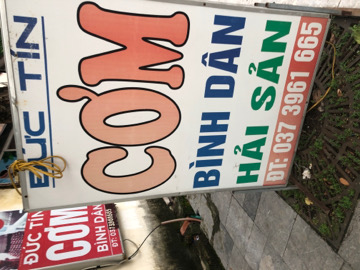 ĐỨC TÍN
CƠM
BÌNH DÂN
HẢI SẢN
ĐT: 037 3961 665
ĐỨC TÍN
CƠM
BÌNH DÂN